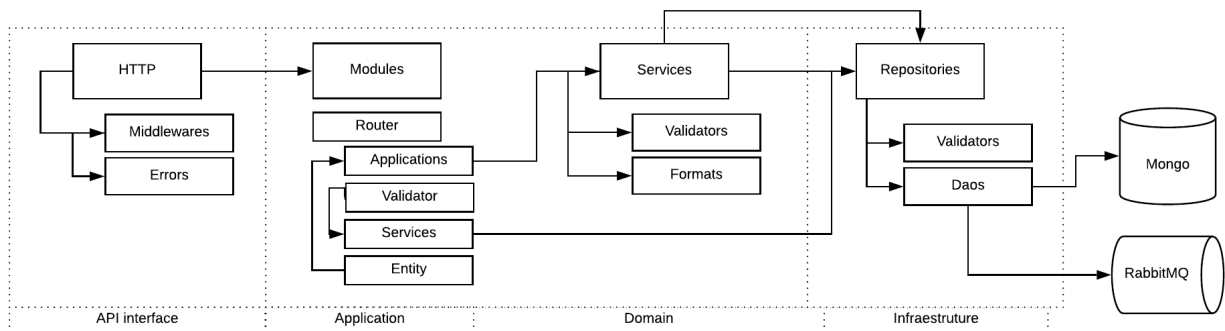 HTTP
Middlewares
Errors
Modules
Router
Applications
Validator
Services
Entity
Services
Validators
Formats
Repositories
Validators
Daos
Mongo
RabbitMQ
API interface
Application
Domain
Infraestruture